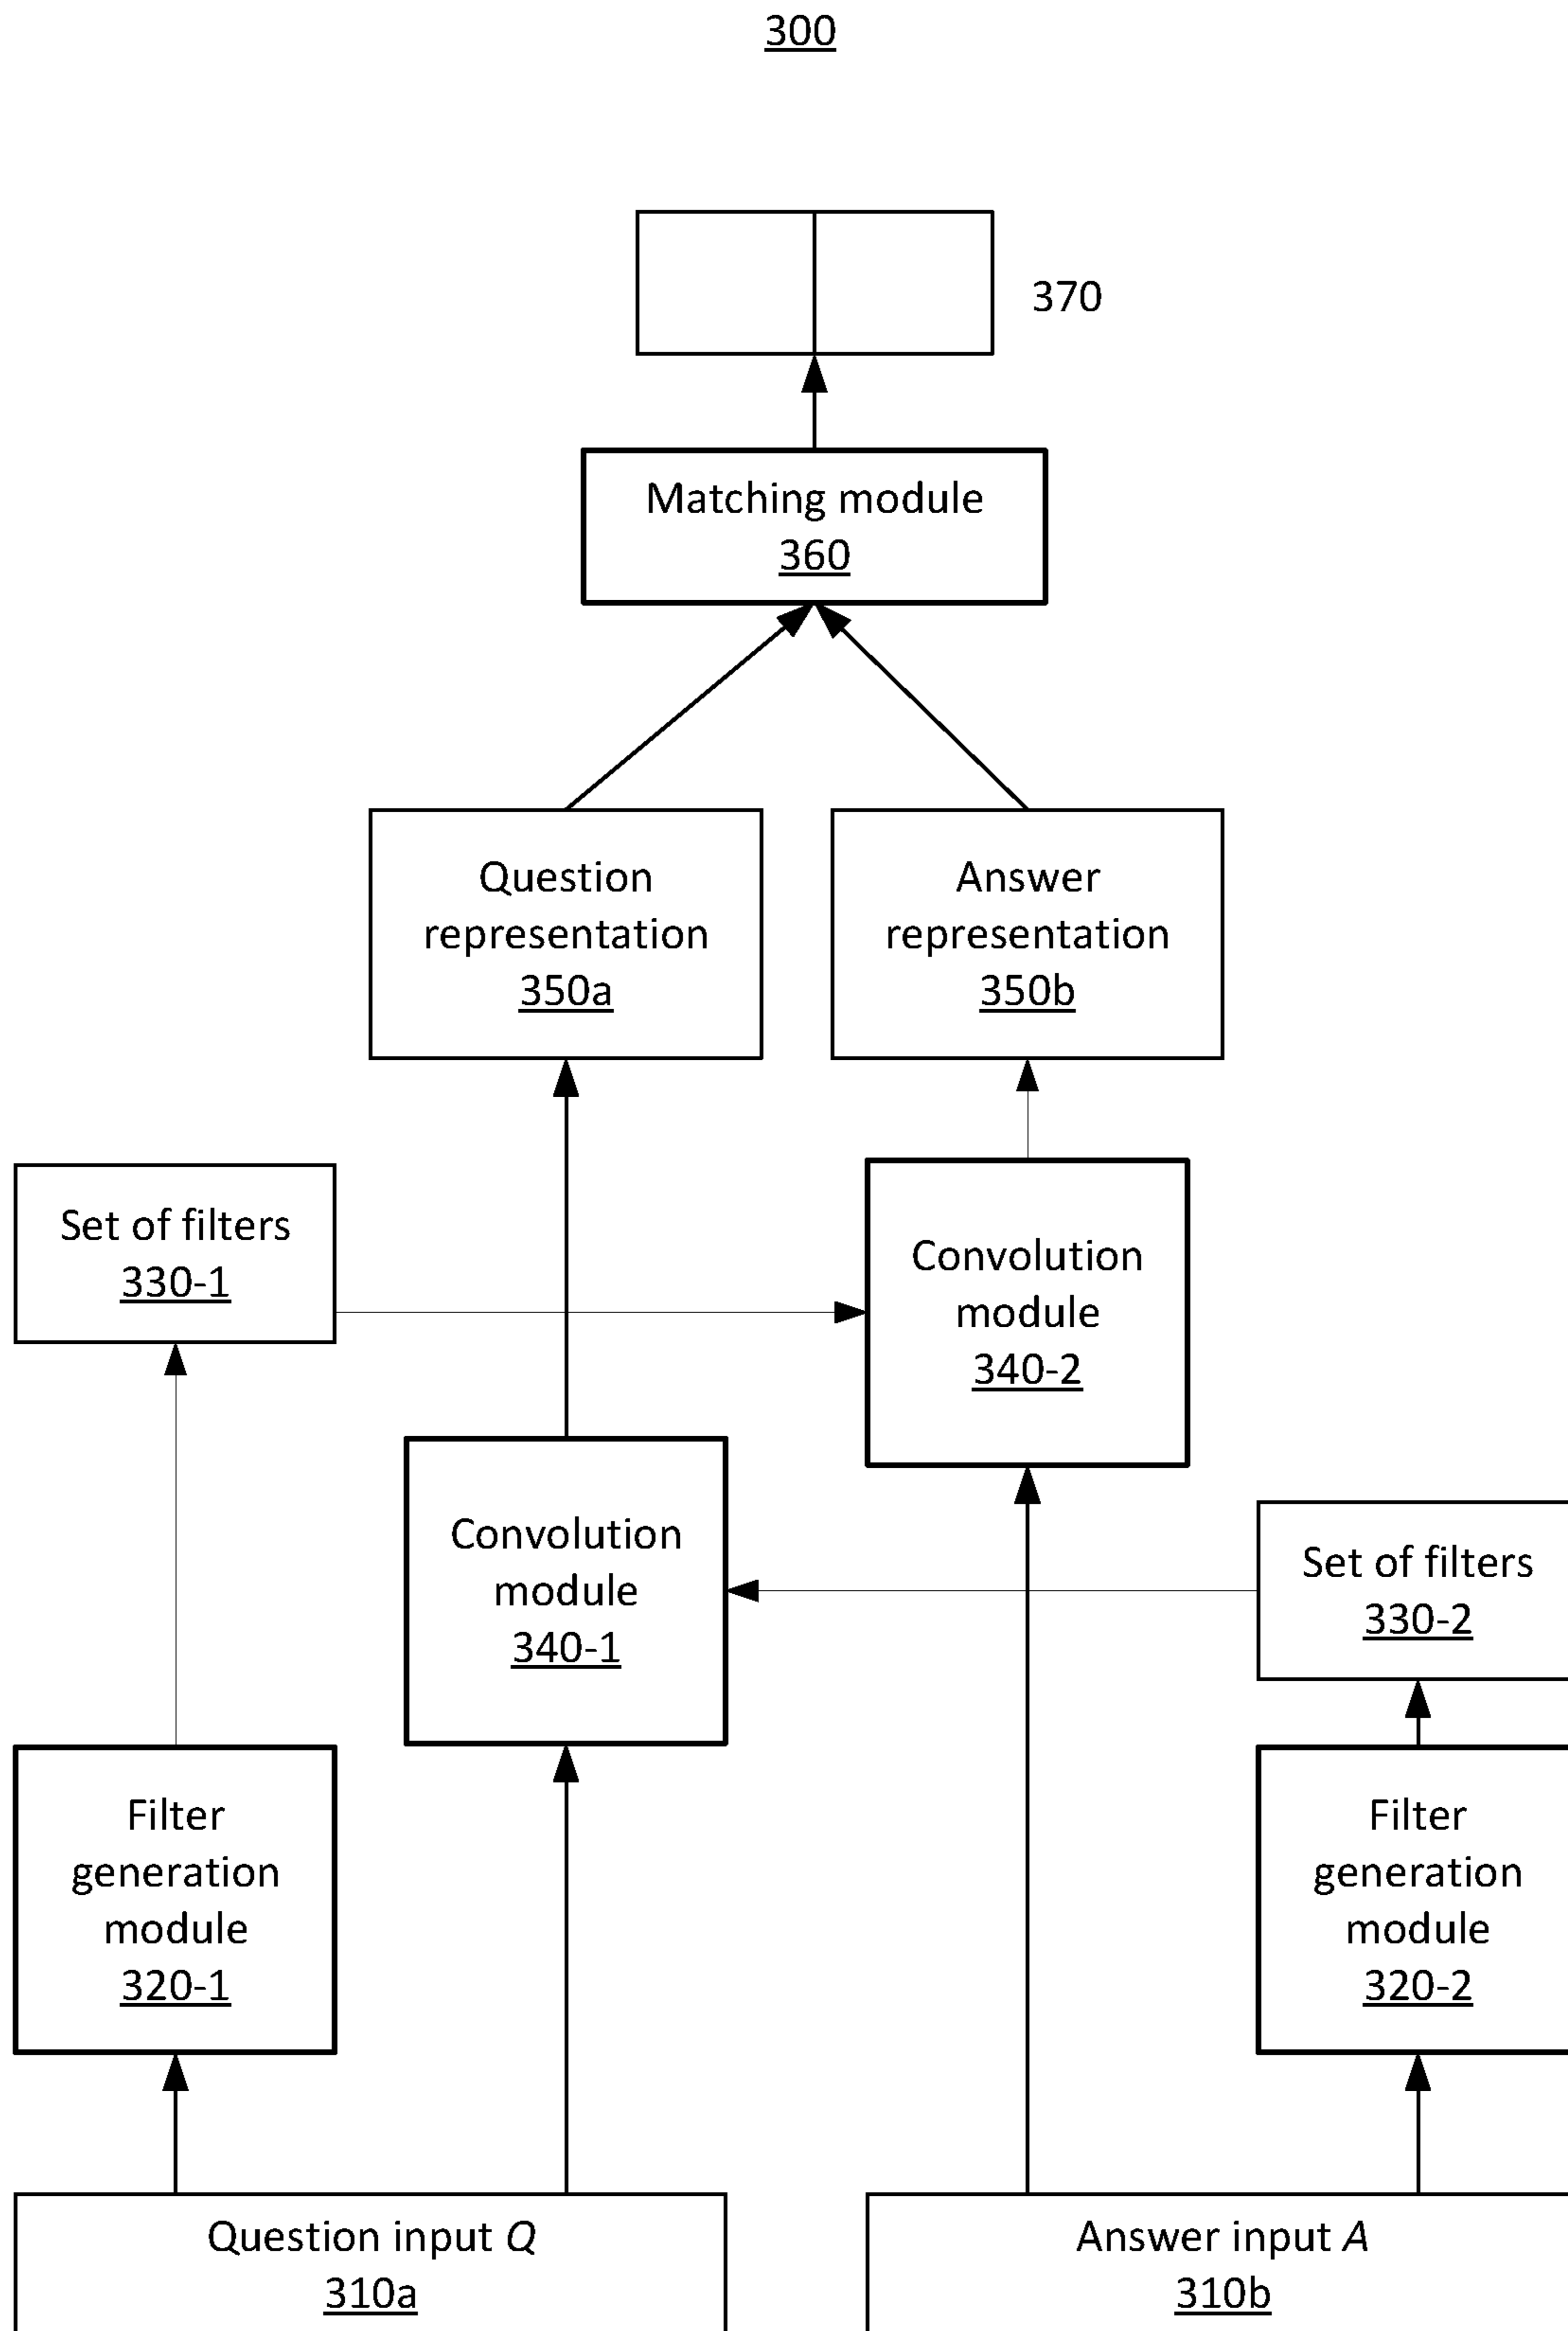 300
370
Matching module
360
Question
representation
350a
Answer
representation
350b
Set of filters
330-1
Convolution
module
340-2
Convolution
module
340-1
Set of filters
330-2
Filter
generation
module
320-1
Filter
generation
module
320-2
Question input Q
310a
Answer input A
310b